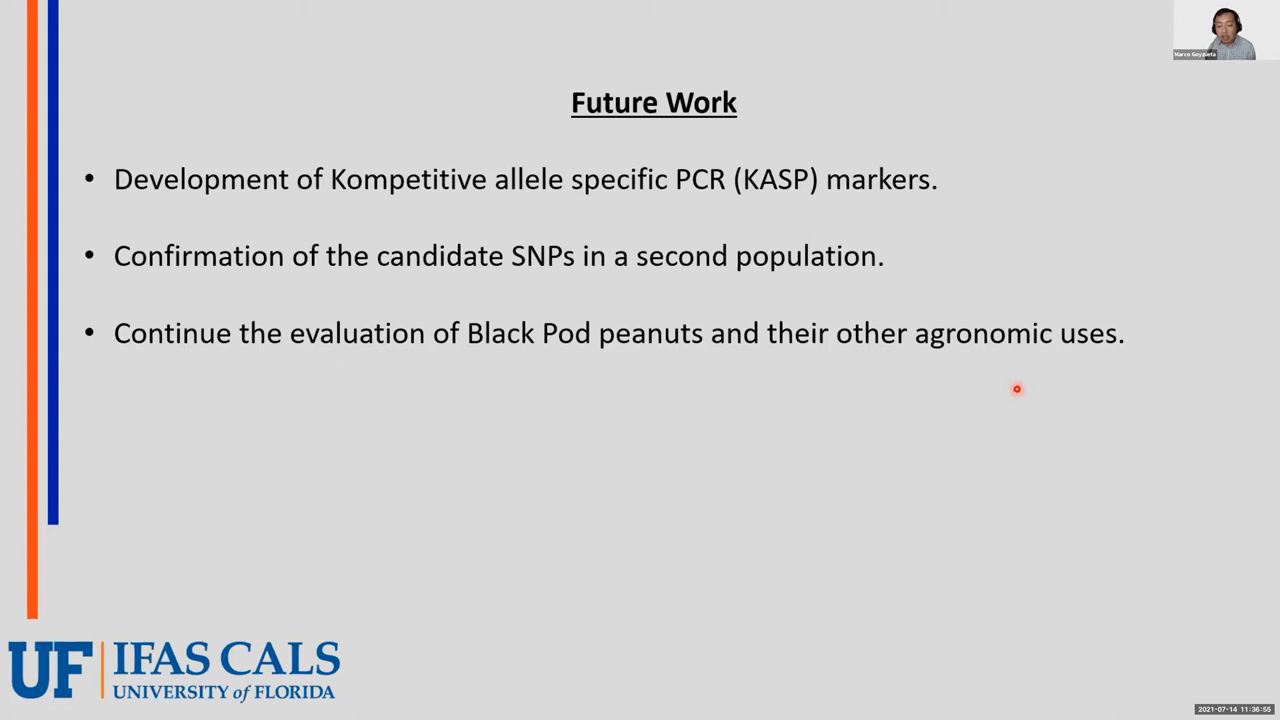 Marco Goyzueta
Future Work
• Development of Kompetitive allele specific PCR (KASP) markers.
• Confirmation of the candidate SNPs in a second population.
• Continue the evaluation of Black Pod peanuts and their other agronomic uses.
UF IFAS CALS
UNIVERSITY of FLORIDA
2021-07-14 11:36:55